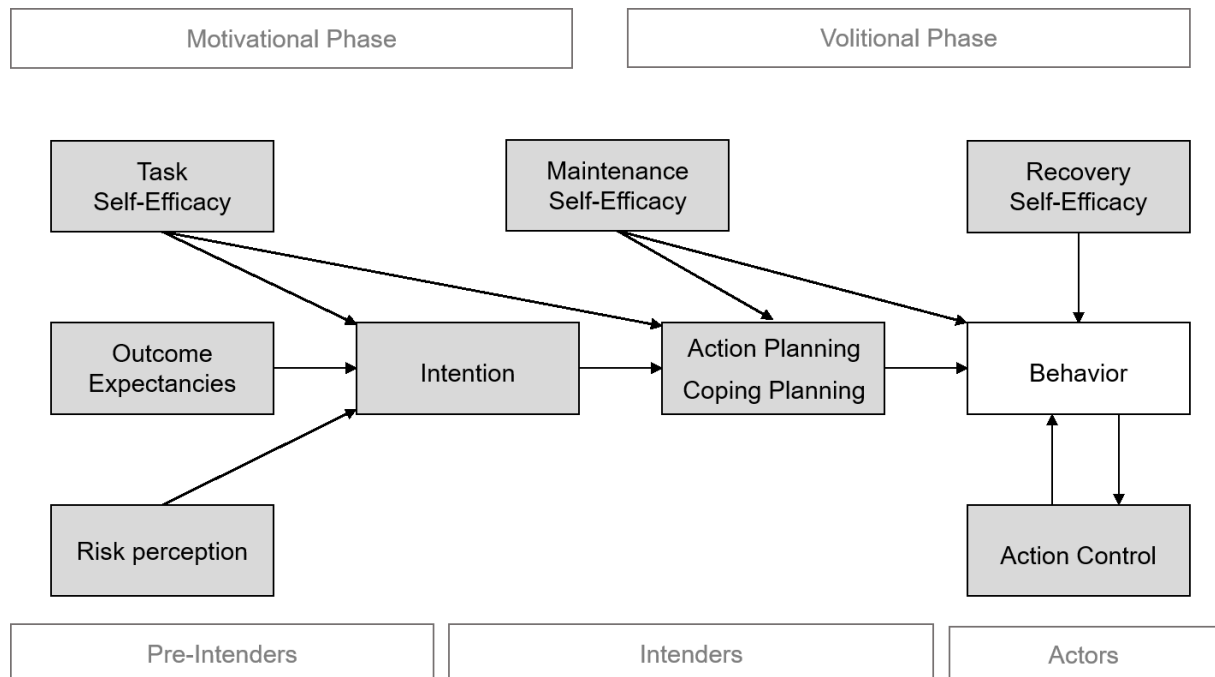 Motivational Phase
Volitional Phase
Task
Self-Efficacy
Maintenance
Self-Efficacy
Recovery
Self-Efficacy
Outcome
Expectancies
Intention
Action Planning
Coping Planning
Behavior
Risk perception
Action Control
Pre-Intenders
Intenders
Actors